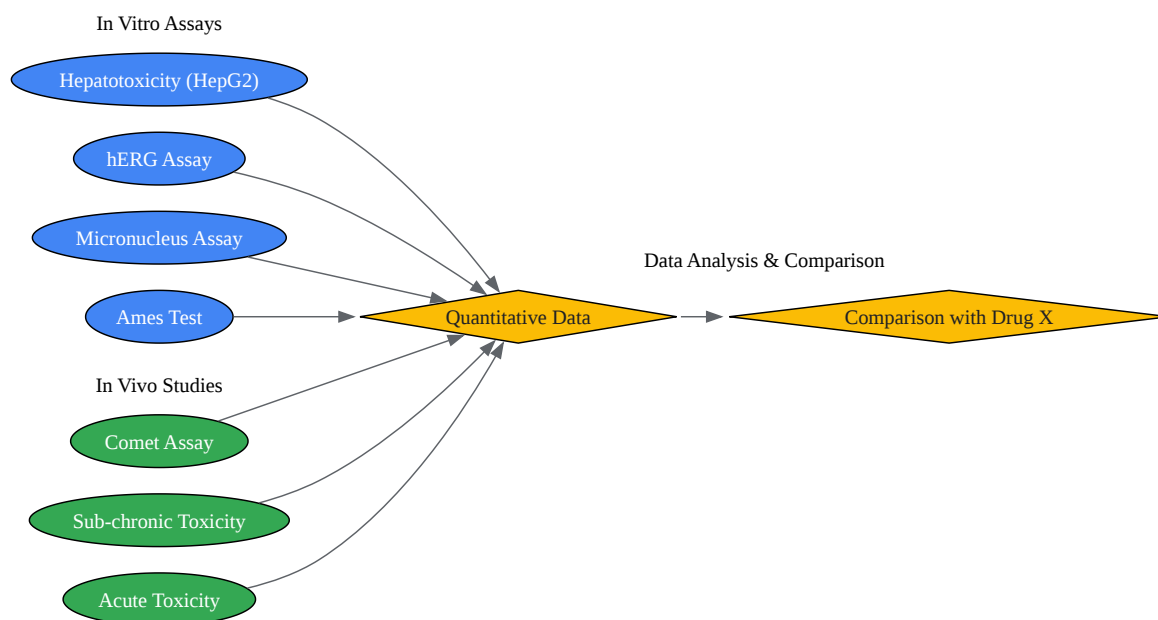 In Vitro Assays
Hepatotoxicity (HepG2)
hERG Assay
Micronucleus Assay
Ames Test
In Vivo Studies
Comet Assay
Sub-chronic Toxicity
Acute Toxicity
Data Analysis & Comparison
Quantitative Data
Comparison with Drug X